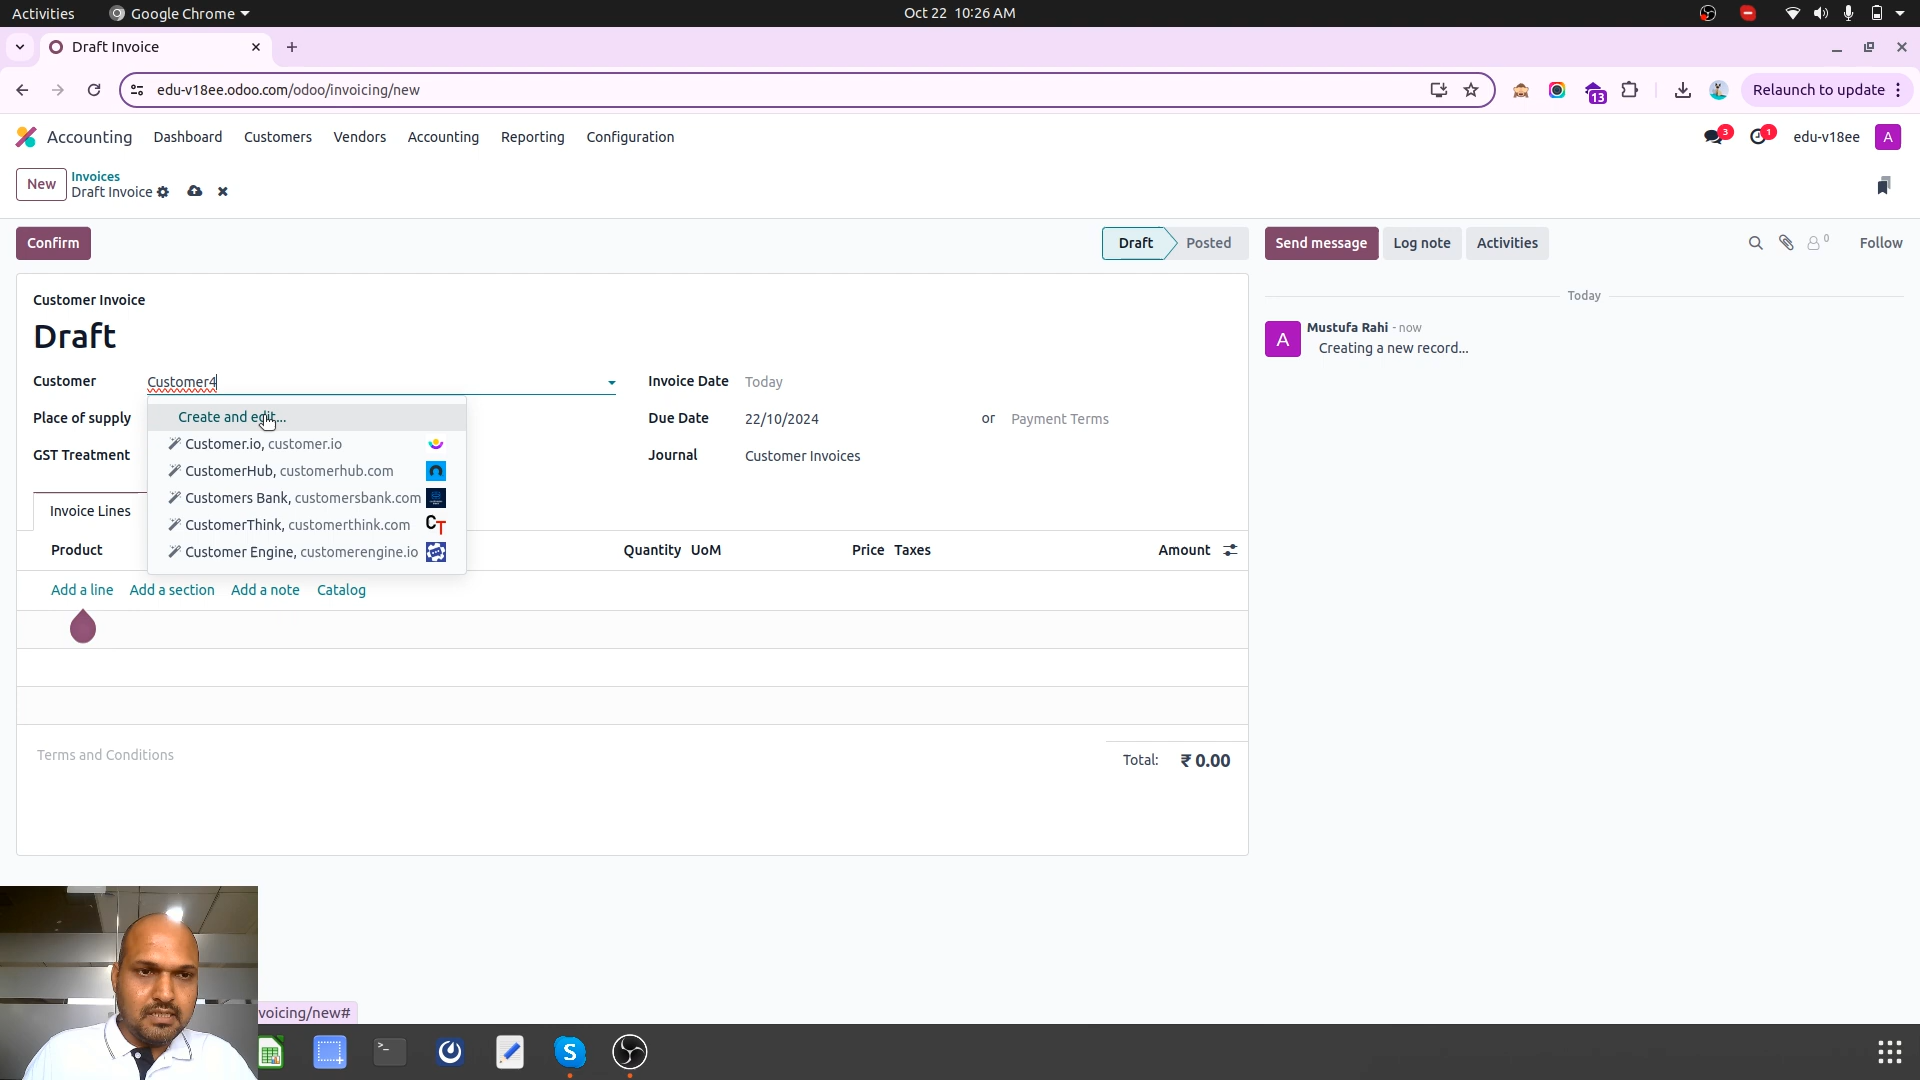 Activities
Google Chrome
Oct 22 10:26 AM
Draft Invoice
edu-v18ee.odoo.com/odoo/invoicing/new
13
Relaunch to update
Accounting
Dashboard
Customers
Vendors
Accounting
Reporting
Configuration
3
1
edu-v18ee
A
New
Invoices
Draft Invoice
Confirm
Draft
Posted
Send message
Log note
Activities
0
Follow
Customer Invoice
Draft
Today
A
Mustufa Rahi - now
Creating a new record...
Customer
Customer4
Invoice Date
Today
Place of supply
Due Date
22/10/2024
or
Payment Terms
GST Treatment
Journal
Customer Invoices
Create and edit...
Customer.io, customer.io
CustomerHub, customerhub.com
Customers Bank, customersbank.com
CustomerThink, customerthink.com
CT
Customer Engine, customerengine.io
Invoice Lines
Product
Quantity
UoM
Price
Taxes
Amount
Add a line
Add a section
Add a note
Catalog
Terms and Conditions
Total:
₹ 0.00
voicing/new#
S